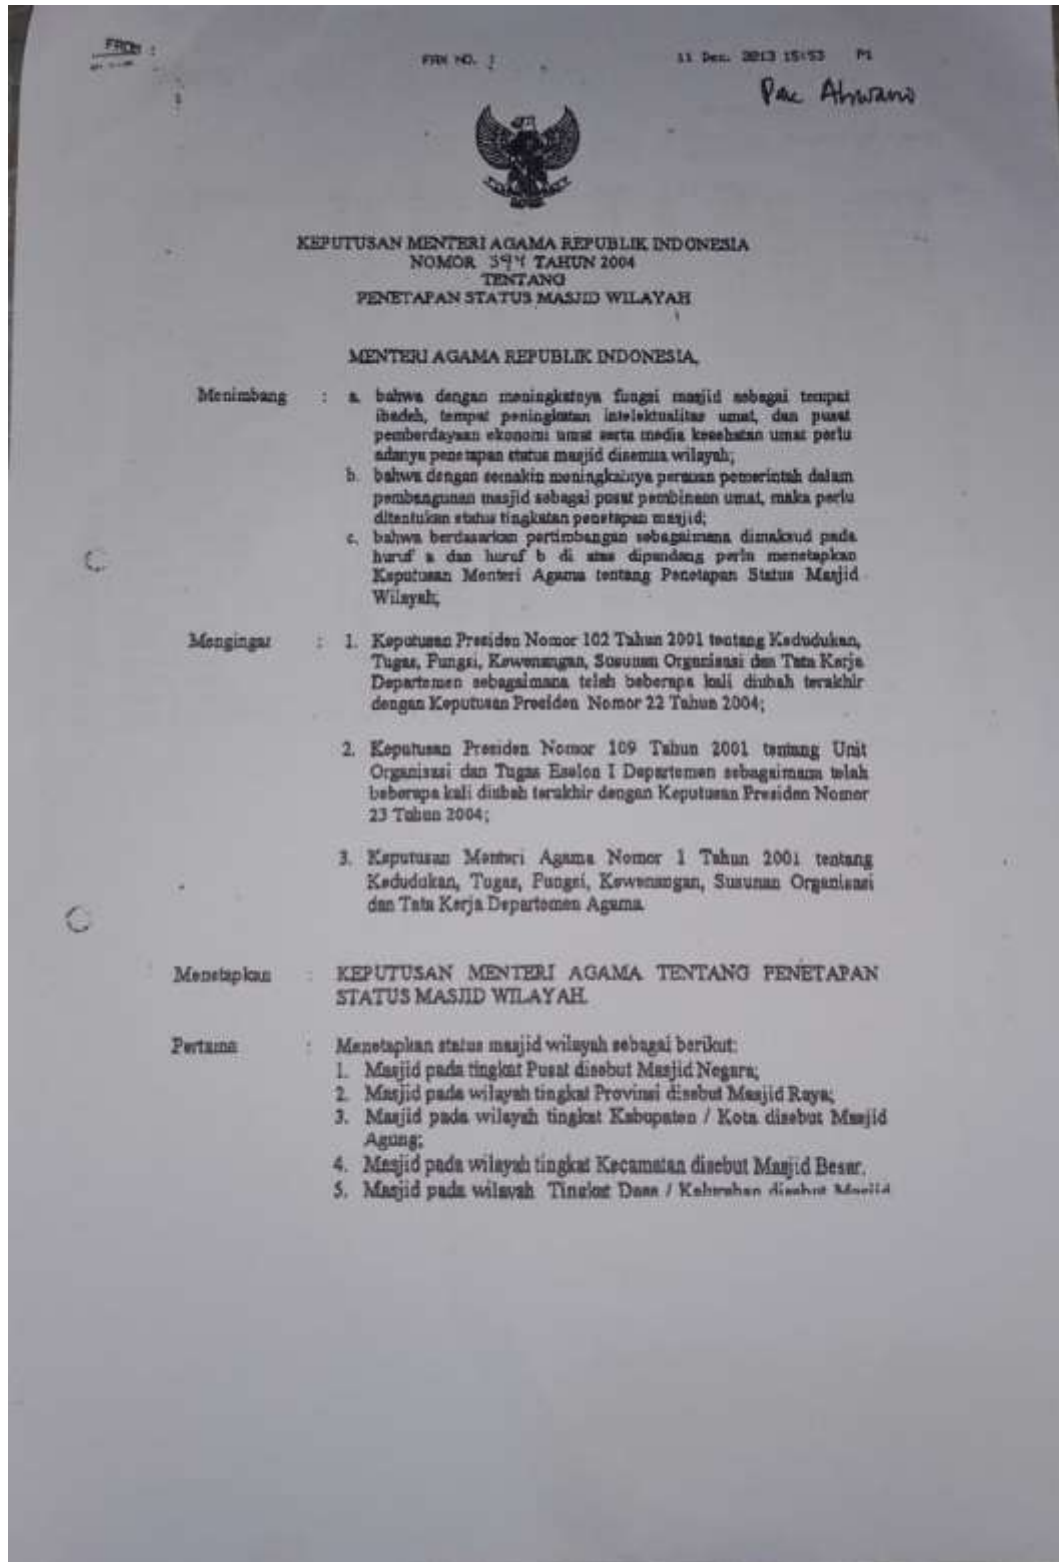 FROM :
FAX NO. :
11 Dec. 2013 15:53 P1
KEPUTUSAN MENTERI AGAMA REPUBLIK INDONESIA
NOMOR 394 TAHUN 2004
TENTANG
PENETAPAN STATUS MASJID WILAYAH
MENTERI AGAMA REPUBLIK INDONESIA,
Menimbang : a. bahwa dengan meningkatnya fungsi masjid sebagai tempat
ibadah, tempat peningkatan intelektualitas umat, dan pusat
pemberdayaan ekonomi umat serta media kesehatan umat perlu
adanya penetapan status masjid disemua wilayah;
b. bahwa dengan semakin meningkatnya peranan pemerintah dalam
pembangunan masjid sebagai pusat pembinaan umat, maka perlu
ditentukan status tingkatan penetapan masjid;
c. bahwa berdasarkan pertimbangan sebagaimana dimaksud pada
huruf a dan huruf b di atas dipandang perlu menetapkan
Keputusan Menteri Agama tentang Penetapan Status Masjid
Wilayah;
Mengingat : 1. Keputusan Presiden Nomor 102 Tahun 2001 tentang Kedudukan,
Tugas, Fungsi, Kewenangan, Susunan Organisasi dan Tata Kerja
Departemen sebagaimana telah beberapa kali diubah terakhir
dengan Keputusan Presiden Nomor 22 Tahun 2004;
2. Keputusan Presiden Nomor 109 Tahun 2001 tentang Unit
Organisasi dan Tugas Eselon I Departemen sebagaimana telah
beberapa kali diubah terakhir dengan Keputusan Presiden Nomor
23 Tahun 2004;
3. Keputusan Menteri Agama Nomor 1 Tahun 2001 tentang
Kedudukan, Tugas, Fungsi, Kewenangan, Susunan Organisasi
dan Tata Kerja Departemen Agama.
Menetapkan : KEPUTUSAN MENTERI AGAMA TENTANG PENETAPAN
STATUS MASJID WILAYAH.
Pertama : Menetapkan status masjid wilayah sebagai berikut:
1. Masjid pada tingkat Pusat disebut Masjid Negara;
2. Masjid pada wilayah tingkat Provinsi disebut Masjid Raya;
3. Masjid pada wilayah tingkat Kabupaten / Kota disebut Masjid
Agung;
4. Masjid pada wilayah tingkat Kecamatan disebut Masjid Besar.
5. Masjid pada wilayah Tingkat Desa / Kelurahan disebut Masjid